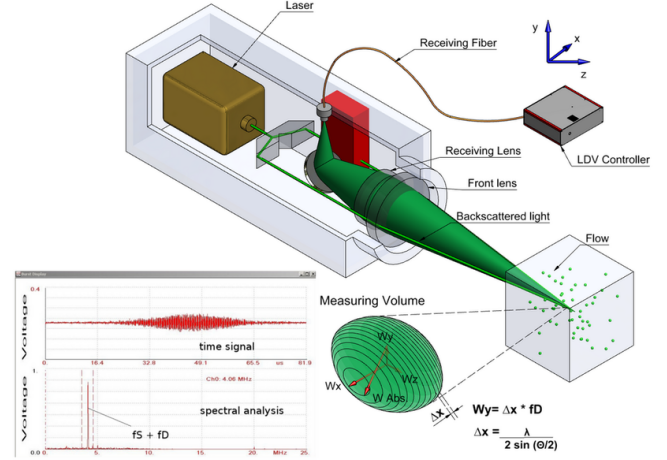 Laser
Receiving Fiber
y
x
z
LDV Controller
Receiving Lens
Front lens
Backscattered light
Flow
Voltage
0.4
time signal
0.0
16.4
32.8
49.1
65.5
us
81.9
Voltage
1.
Ch0: 4.06 MHz
spectral analysis
fS + fD
0.0
0
5
10
15
20
MHz
25
Measuring Volume
Wy
Wx
Wz
W Abs.
Δx
Wy= Δx * fD
Δx = λ
2 sin (Θ/2)